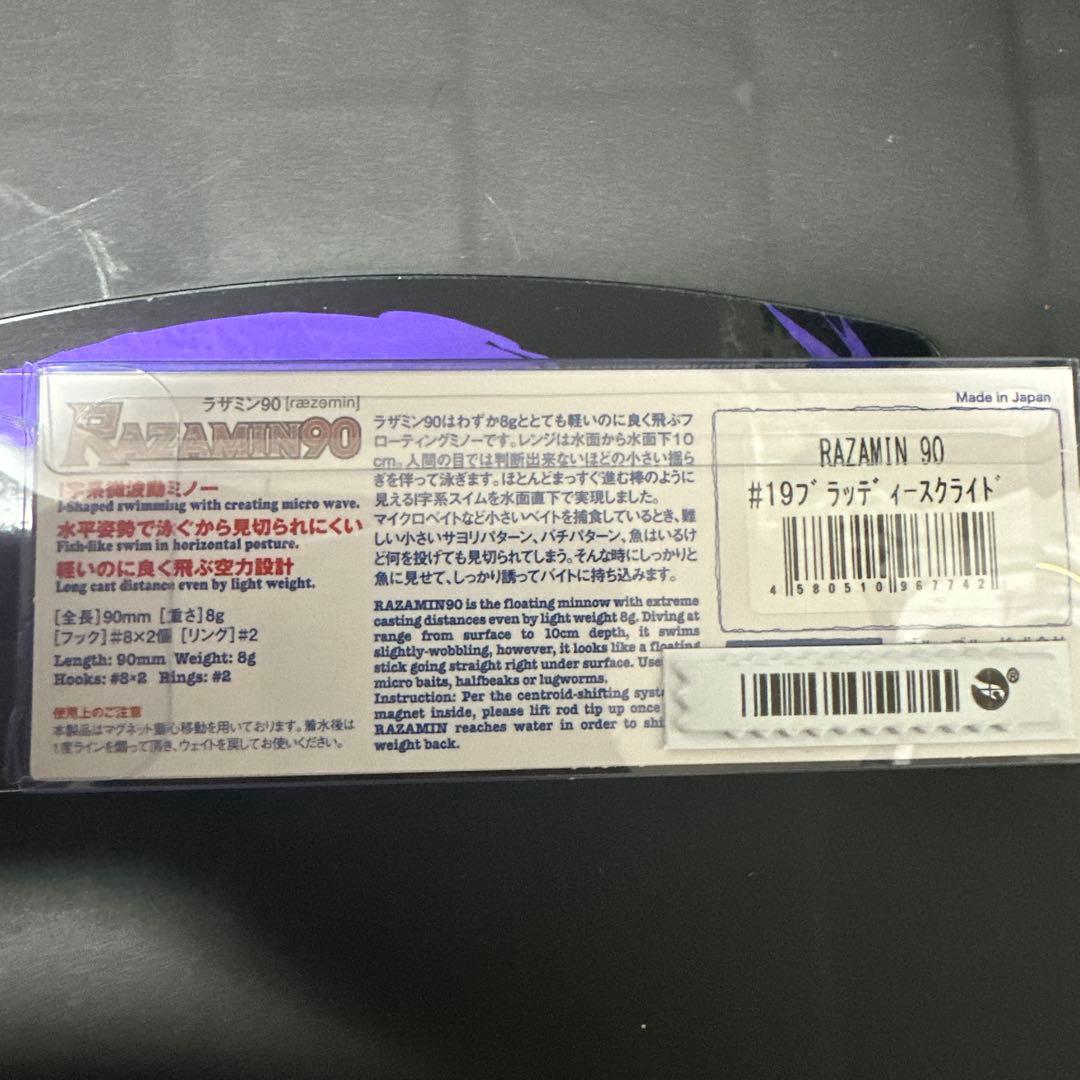 ラザミン90 [ræzəmin]
RAZAMIN90
I字系微波動ミノー
I-shaped swimming with creating micro wave.
水平姿勢で泳ぐから見切られにくい
Fish-like swim in horizontal posture.
軽いのに良く飛ぶ空力設計
Long cast distance even by light weight.
[全長]90mm [重さ]8g
[フック]#8×2個 [リング]#2
Length: 90mm Weight: 8g
Hooks: #8×2 Rings: #2
使用上のご注意
本製品はマグネット重心移動を用いております。着水後は
1度ラインを煽って頂き、ウェイトを戻してお使いください。
ラザミン90はわずか8gととても軽いのに良く飛ぶフ
ローティングミノーです。レンジは水面から水面下10
cm。人間の目では判断出来ないほどの小さい揺ら
ぎを伴って泳ぎます。ほとんどまっすぐ進む棒のように
見えるI字系スイムを水面直下で実現しました。
マイクロベイトなど小さいベイトを捕食しているとき、難
しい小さいサヨリパターン、バチパターン、魚はいるけ
ど何を投げても見切られてしまう。そんな時にしっかりと
魚に見せて、しっかり誘ってバイトに持ち込みます。
RAZAMIN90 is the floating minnow with extreme
casting distances even by light weight 8g. Diving at
range from surface to 10cm depth, it swims
slightly-wobbling, however, it looks like a floating
stick going straight right under surface. Use
micro baits, halfbeaks or lugworms.
Instruction: Per the centroid-shifting syst
magnet inside, please lift rod tip up once
RAZAMIN reaches water in order to shi
weight back.
Made in Japan
RAZAMIN 90
#19ブラッディースクライド
4 580510 967742
®